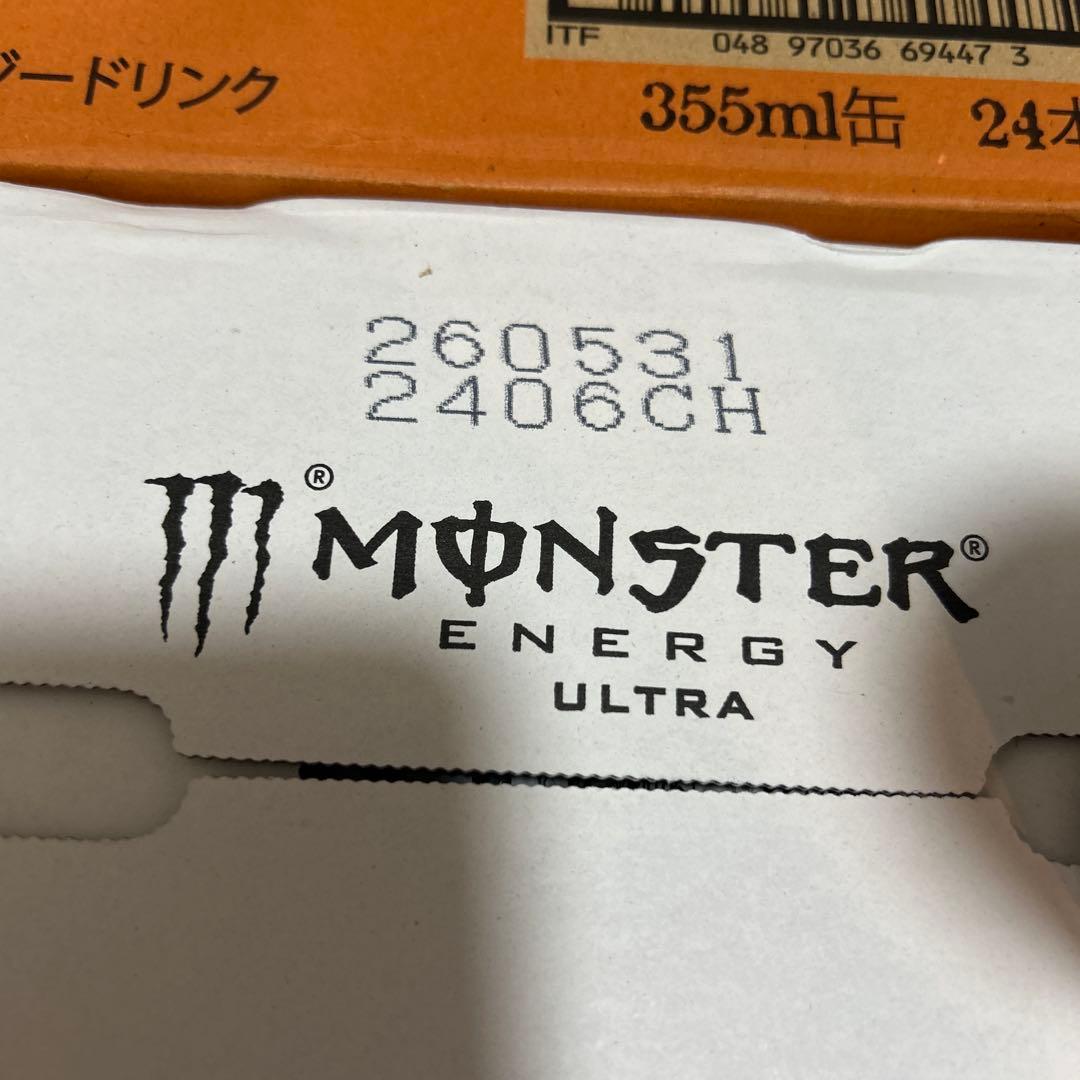 ITF 048 97036 69447 3
ジードリンク
355ml缶 24本
260531
2406CH
® MONSTER®
ENERGY
ULTRA